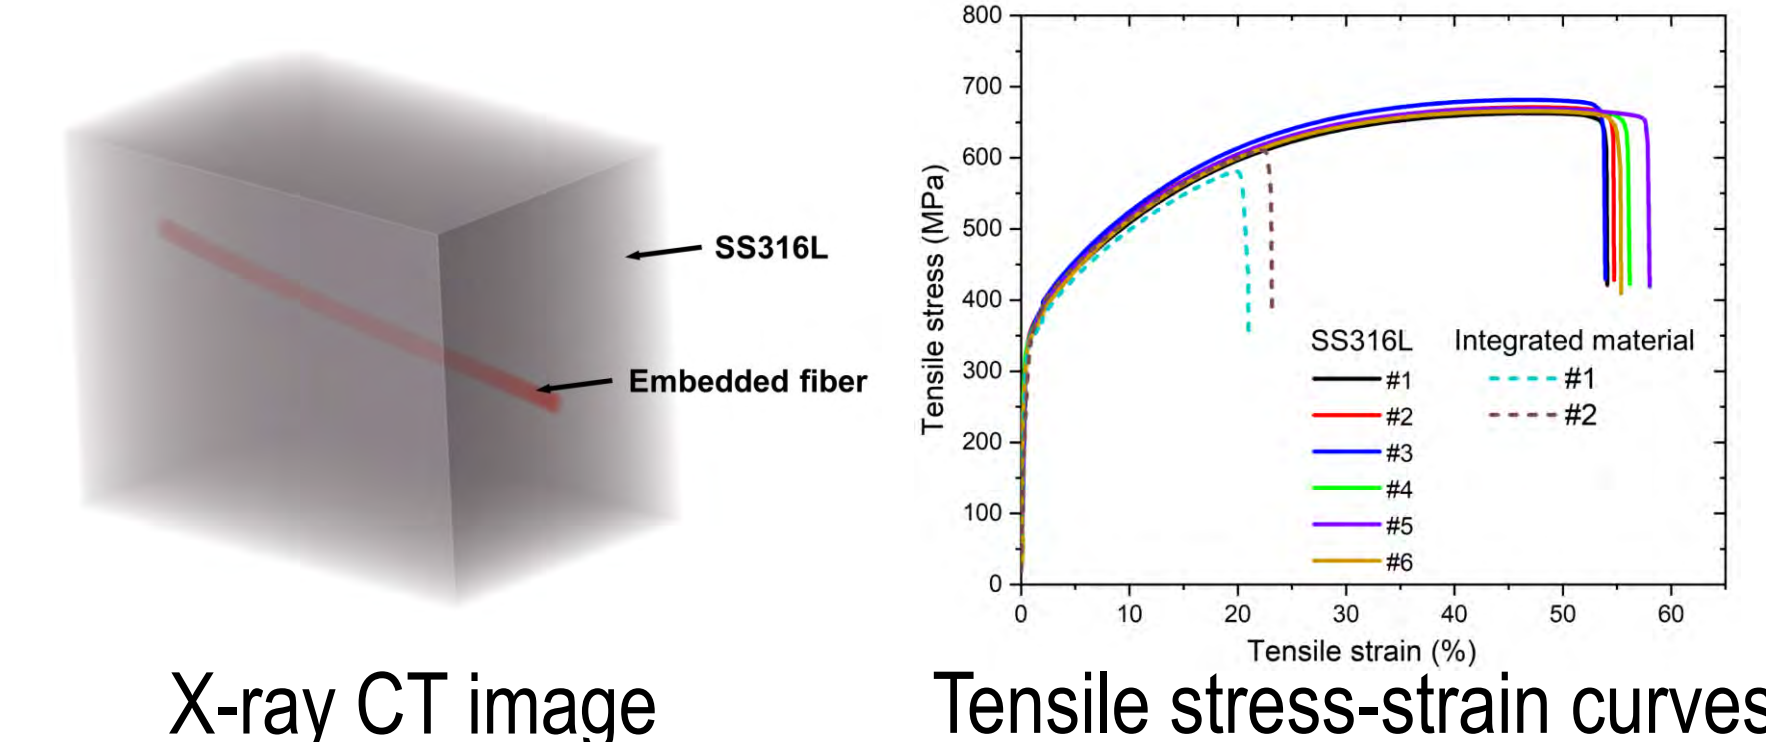 SS316L
Embedded fiber
X-ray CT image
800
700
600
500
400
300
200
100
0
Tensile stress (MPa)
SS316L Integrated material
#1 #1
#2 #2
#3
#4
#5
#6
0 10 20 30 40 50 60
Tensile strain (%)
Tensile stress-strain curves